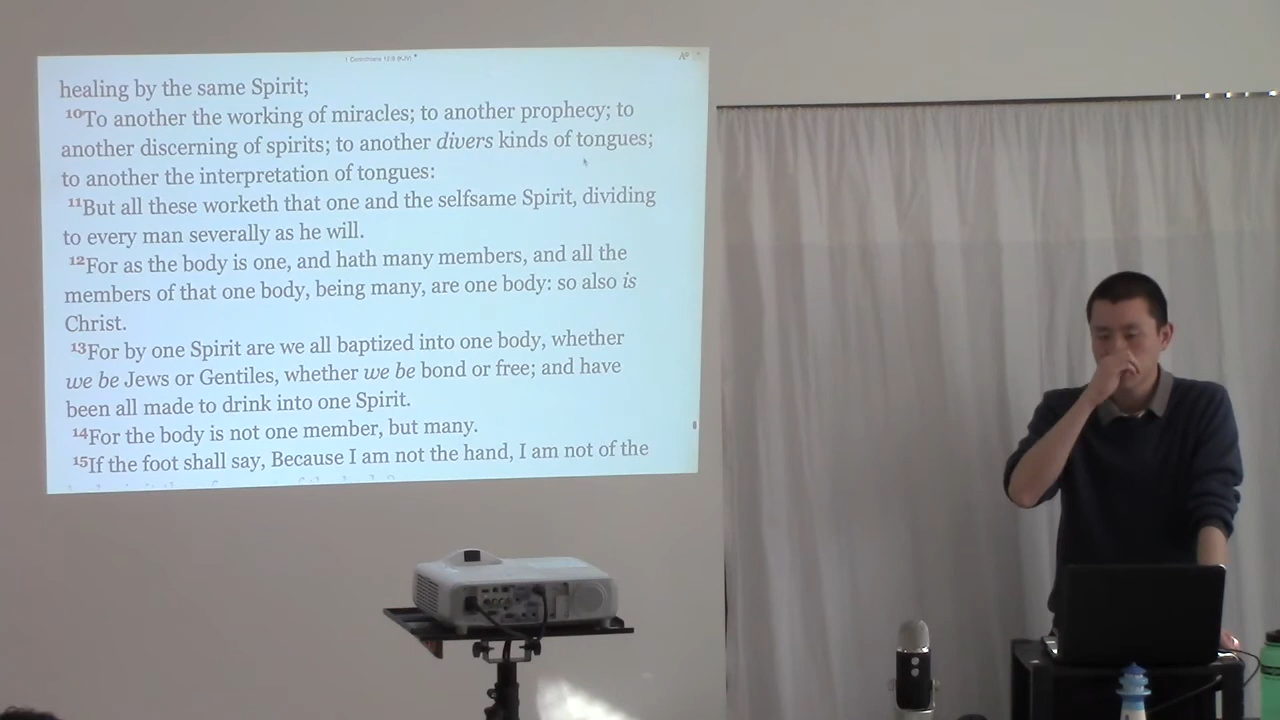 1 Corinthians 12:9 (KJV)
healing by the same Spirit;
10To another the working of miracles; to another prophecy; to
another discerning of spirits; to another divers kinds of tongues;
to another the interpretation of tongues:
11But all these worketh that one and the selfsame Spirit, dividing
to every man severally as he will.
12For as the body is one, and hath many members, and all the
members of that one body, being many, are one body: so also is
Christ.
13For by one Spirit are we all baptized into one body, whether
we be Jews or Gentiles, whether we be bond or free; and have
been all made to drink into one Spirit.
14For the body is not one member, but many.
15If the foot shall say, Because I am not the hand, I am not of the